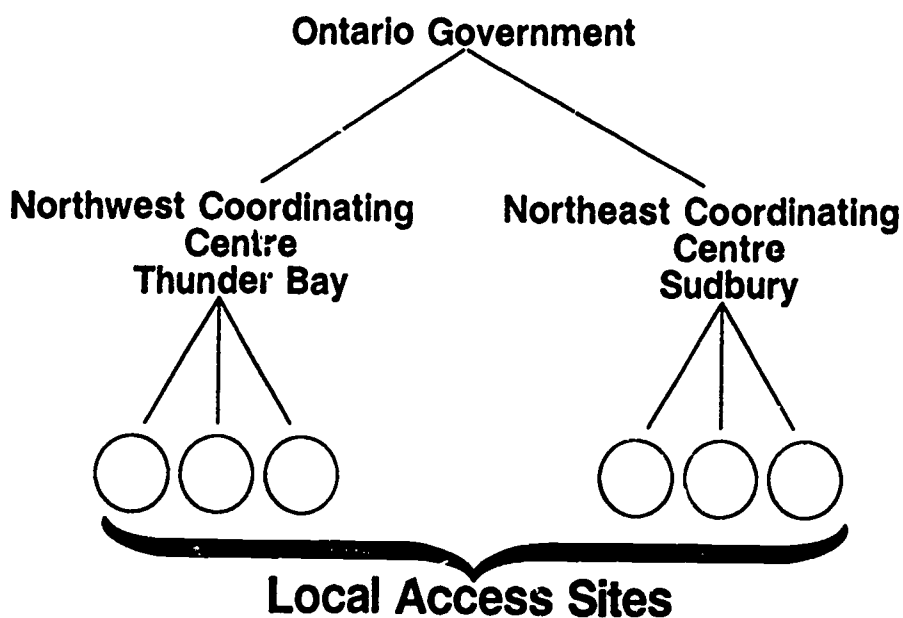 Ontario Government
Northwest Coordinating
Centre
Thunder Bay
Northeast Coordinating
Centre
Sudbury
Local Access Sites